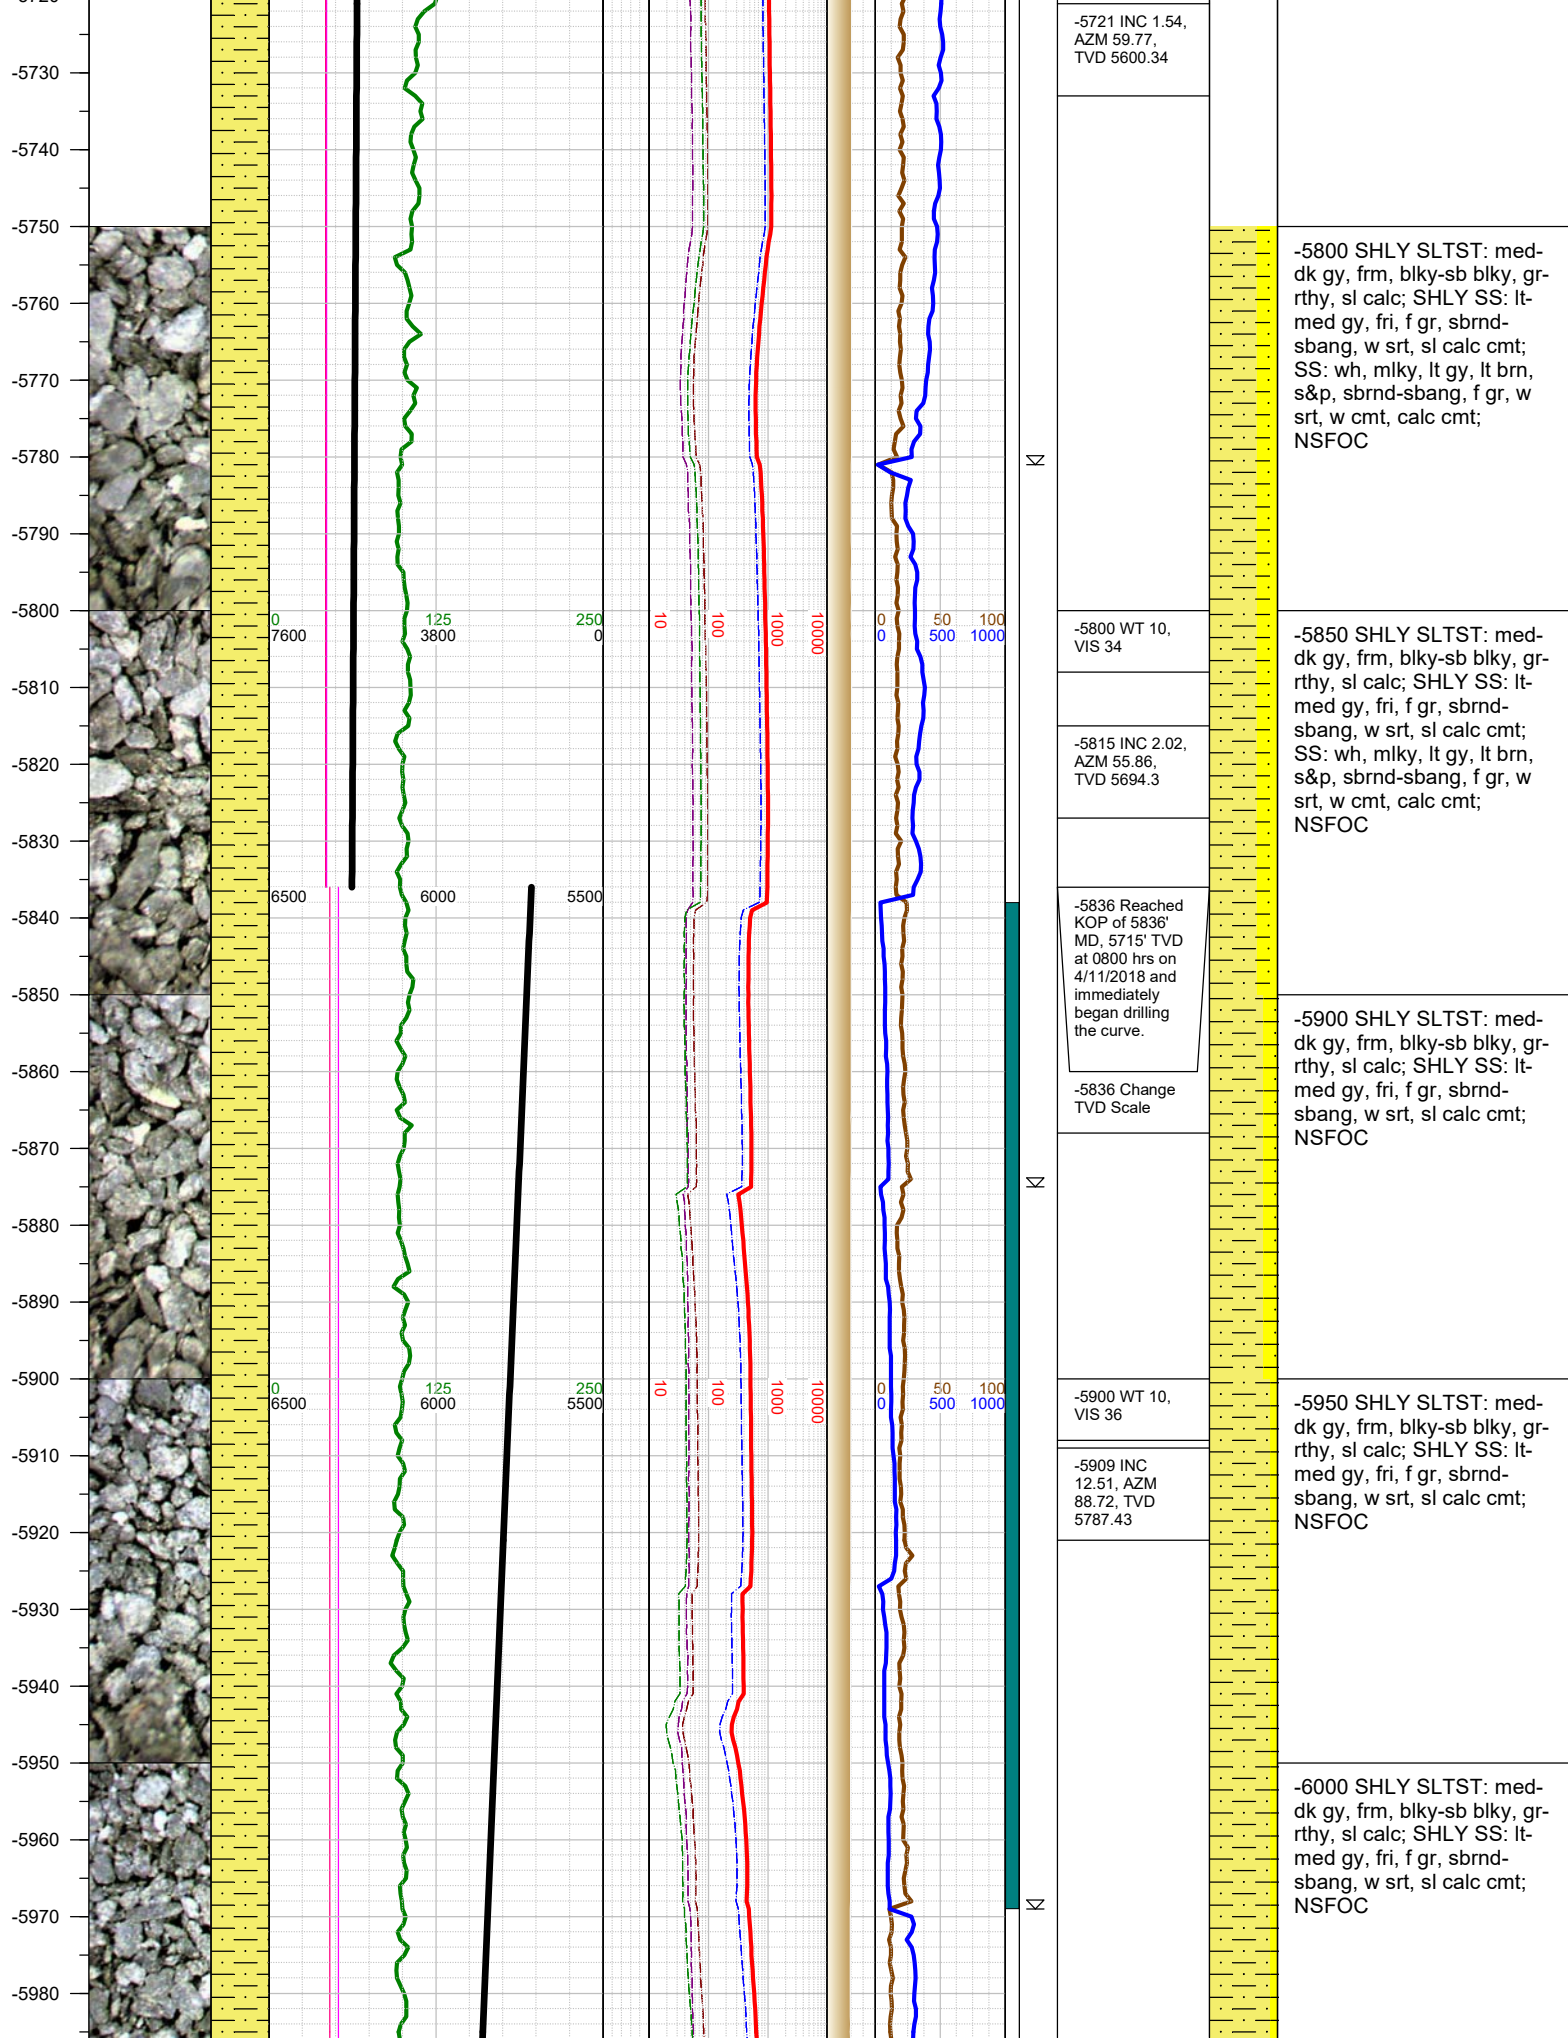 -5720
-5730
-5740
-5750
-5760
-5770
-5780
-5790
-5800
-5810
-5820
-5830
-5840
-5850
-5860
-5870
-5880
-5890
-5900
-5910
-5920
-5930
-5940
-5950
-5960
-5970
-5980
0 125 250
7600 3800 0
6500 6000 5500
0 125 250
6500 6000 5500
10 100 1000 10000
10 100 1000 10000
0 50 100
0 500 1000
0 50 100
0 500 1000
-5721 INC 1.54,
AZM 59.77,
TVD 5600.34
-5800 WT 10,
VIS 34
-5815 INC 2.02,
AZM 55.86,
TVD 5694.3
-5836 Reached
KOP of 5836'
MD, 5715' TVD
at 0800 hrs on
4/11/2018 and
immediately
began drilling
the curve.
-5836 Change
TVD Scale
-5900 WT 10,
VIS 36
-5909 INC
12.51, AZM
88.72, TVD
5787.43
-5800 SHLY SLTST: med-
dk gy, frm, blky-sb blky, gr-
rthy, sl calc; SHLY SS: lt-
med gy, fri, f gr, sbrnd-
sbang, w srt, sl calc cmt;
SS: wh, mlky, lt gy, lt brn,
s&p, sbrnd-sbang, f gr, w
srt, w cmt, calc cmt;
NSFOC
-5850 SHLY SLTST: med-
dk gy, frm, blky-sb blky, gr-
rthy, sl calc; SHLY SS: lt-
med gy, fri, f gr, sbrnd-
sbang, w srt, sl calc cmt;
SS: wh, mlky, lt gy, lt brn,
s&p, sbrnd-sbang, f gr, w
srt, w cmt, calc cmt;
NSFOC
-5900 SHLY SLTST: med-
dk gy, frm, blky-sb blky, gr-
rthy, sl calc; SHLY SS: lt-
med gy, fri, f gr, sbrnd-
sbang, w srt, sl calc cmt;
NSFOC
-5950 SHLY SLTST: med-
dk gy, frm, blky-sb blky, gr-
rthy, sl calc; SHLY SS: lt-
med gy, fri, f gr, sbrnd-
sbang, w srt, sl calc cmt;
NSFOC
-6000 SHLY SLTST: med-
dk gy, frm, blky-sb blky, gr-
rthy, sl calc; SHLY SS: lt-
med gy, fri, f gr, sbrnd-
sbang, w srt, sl calc cmt;
NSFOC